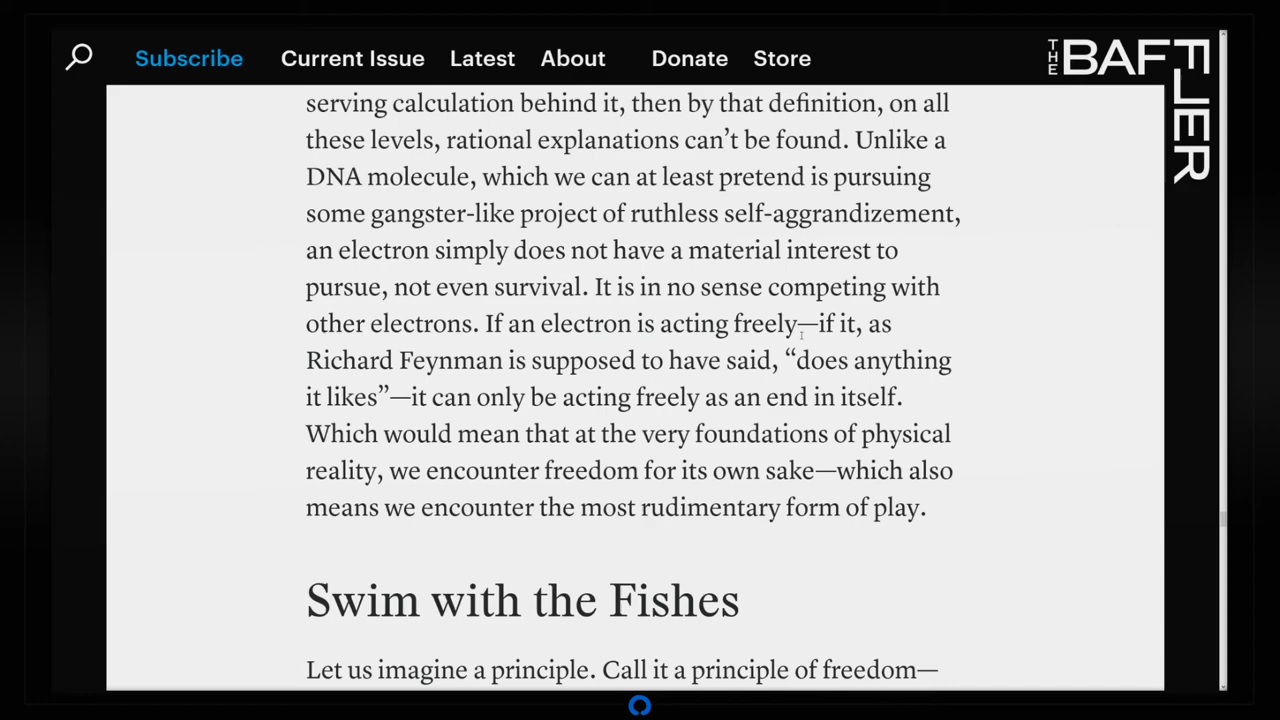 Subscribe Current Issue Latest About Donate Store
THE BAFFLER
serving calculation behind it, then by that definition, on all
these levels, rational explanations can’t be found. Unlike a
DNA molecule, which we can at least pretend is pursuing
some gangster-like project of ruthless self-aggrandizement,
an electron simply does not have a material interest to
pursue, not even survival. It is in no sense competing with
other electrons. If an electron is acting freely—if it, as
Richard Feynman is supposed to have said, “does anything
it likes”—it can only be acting freely as an end in itself.
Which would mean that at the very foundations of physical
reality, we encounter freedom for its own sake—which also
means we encounter the most rudimentary form of play.
Swim with the Fishes
Let us imagine a principle. Call it a principle of freedom—